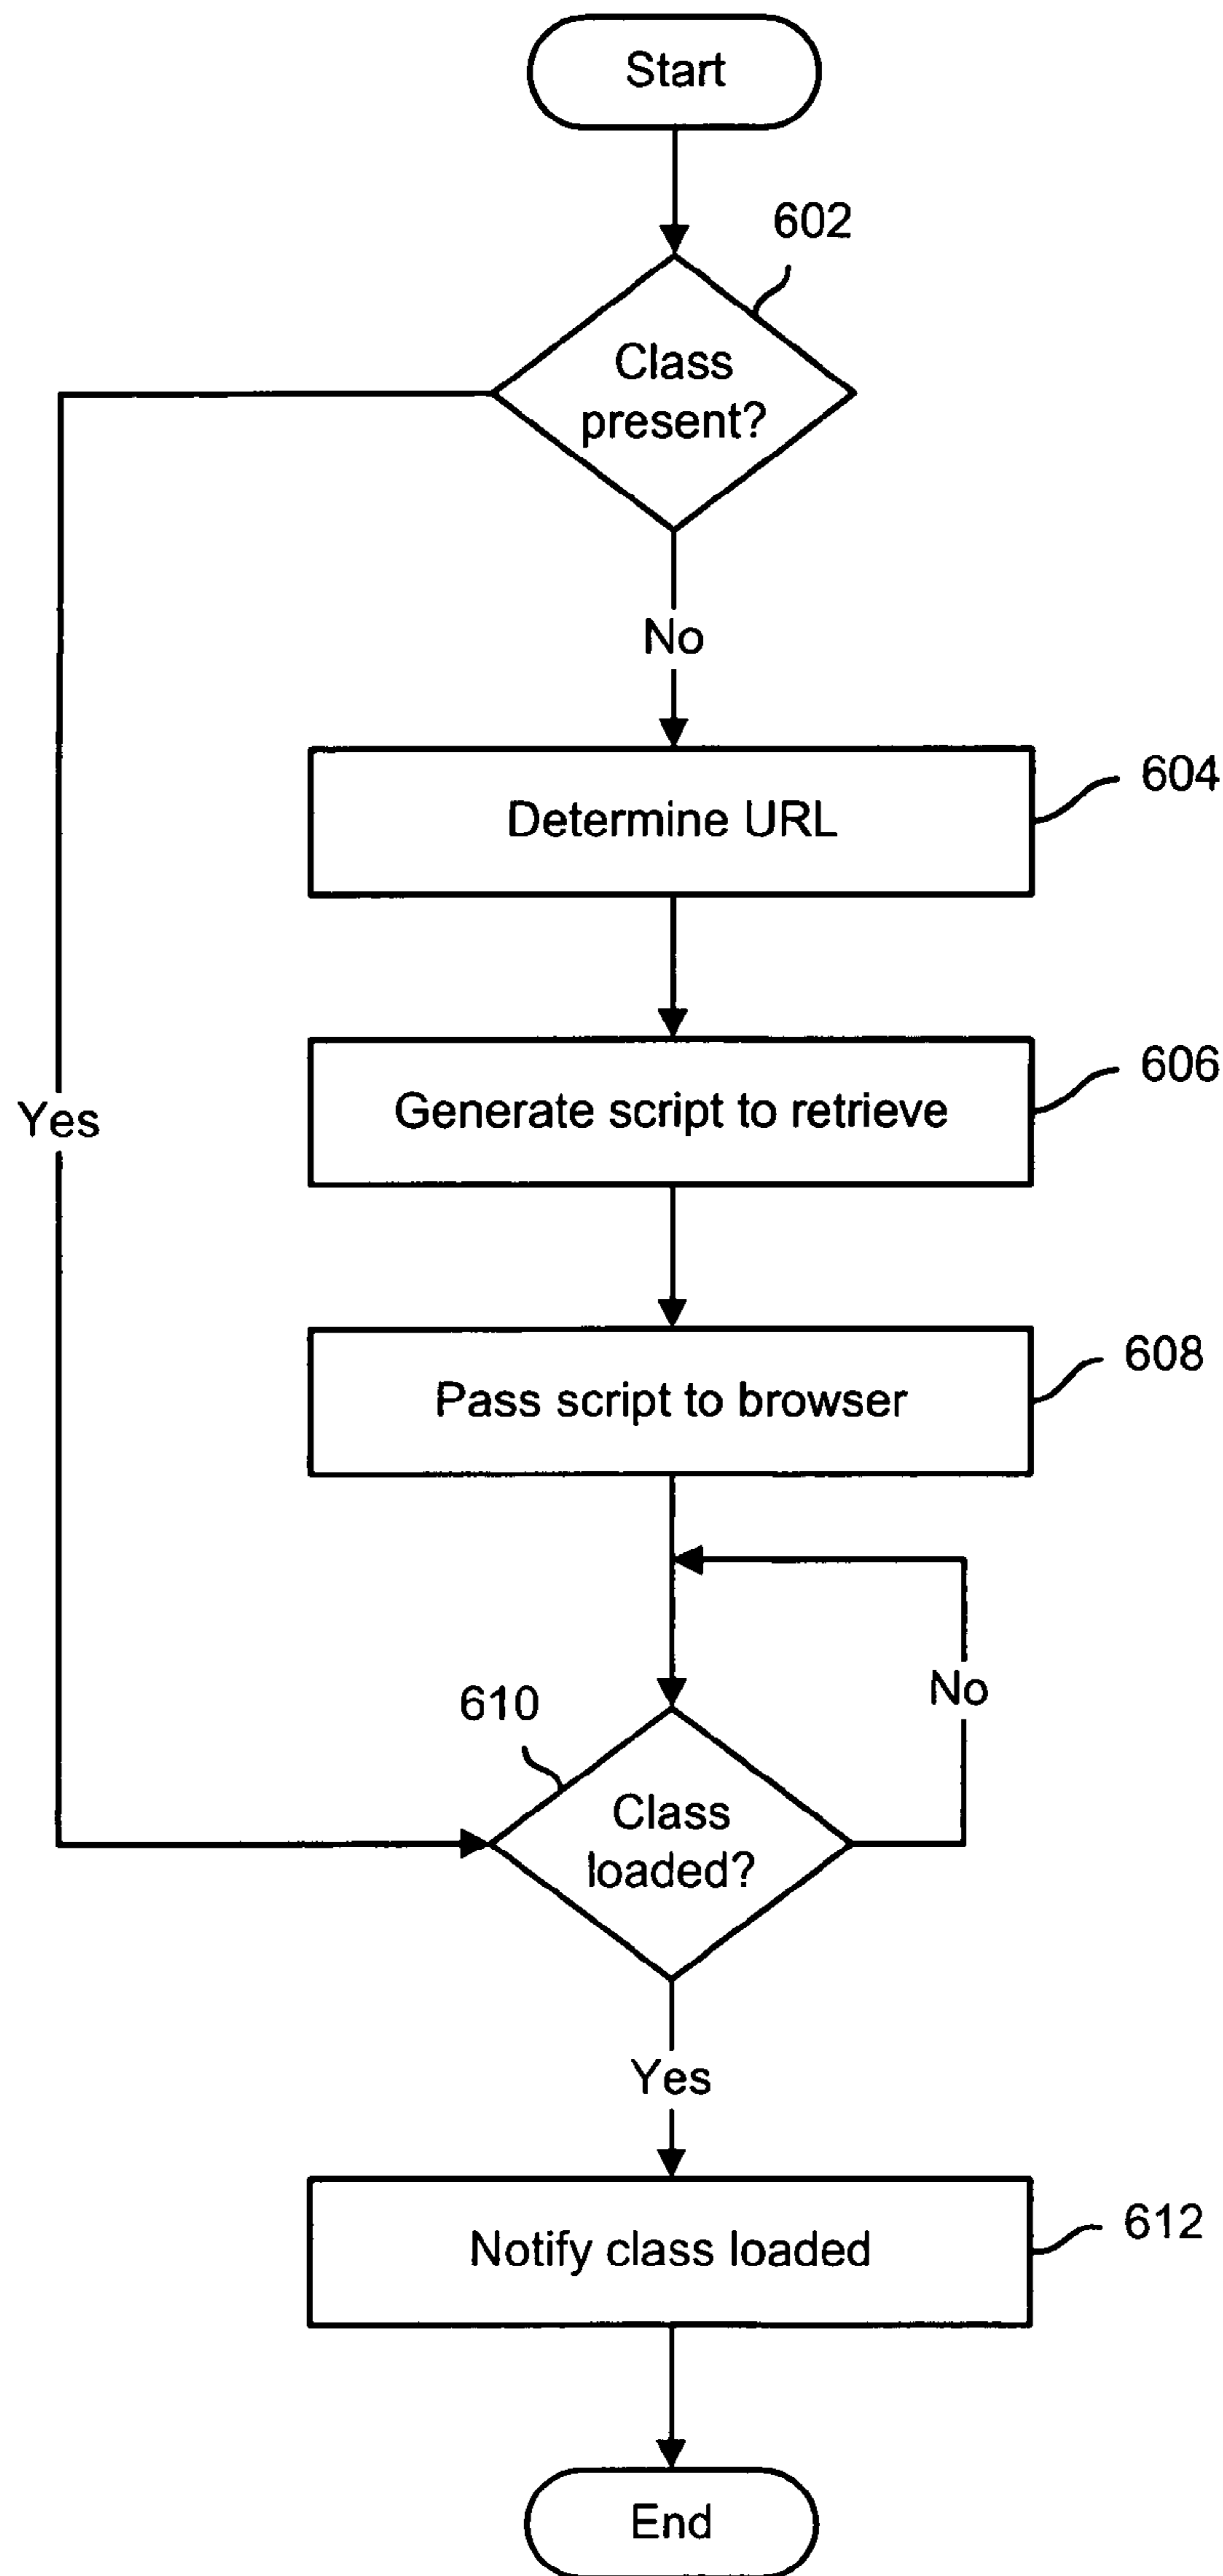 Start
602
Class
present?
No
604
Determine URL
606
Generate script to retrieve
Yes
608
Pass script to browser
No
610
Class
loaded?
Yes
612
Notify class loaded
End